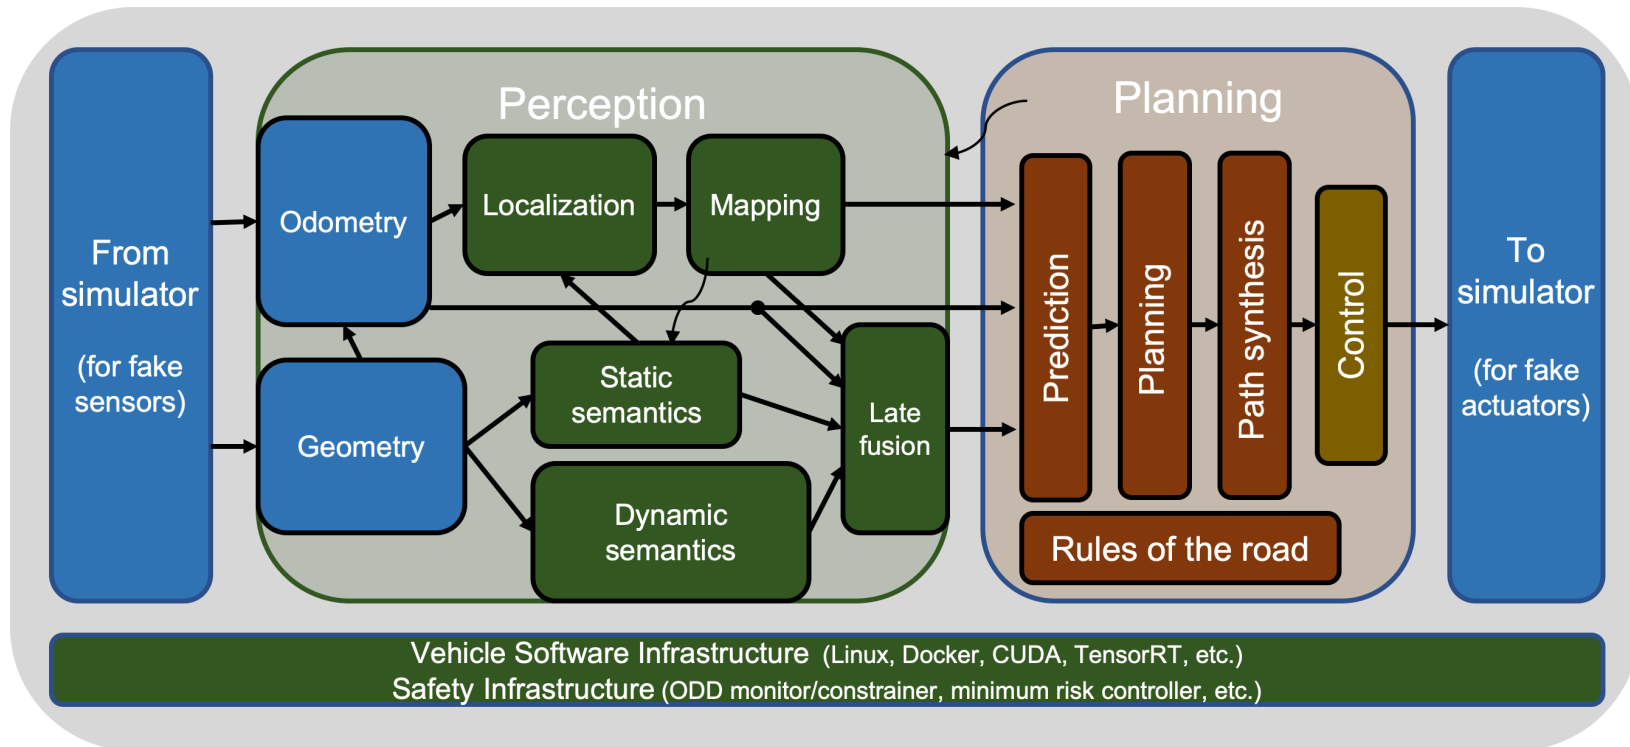 Perception
Planning
From
simulator
(for fake
sensors)
Odometry
Localization
Mapping
Geometry
Static
semantics
Dynamic
semantics
Late
fusion
Prediction
Planning
Path synthesis
Control
Rules of the road
To
simulator
(for fake
actuators)
Vehicle Software Infrastructure (Linux, Docker, CUDA, TensorRT, etc.)
Safety Infrastructure (ODD monitor/constrainer, minimum risk controller, etc.)